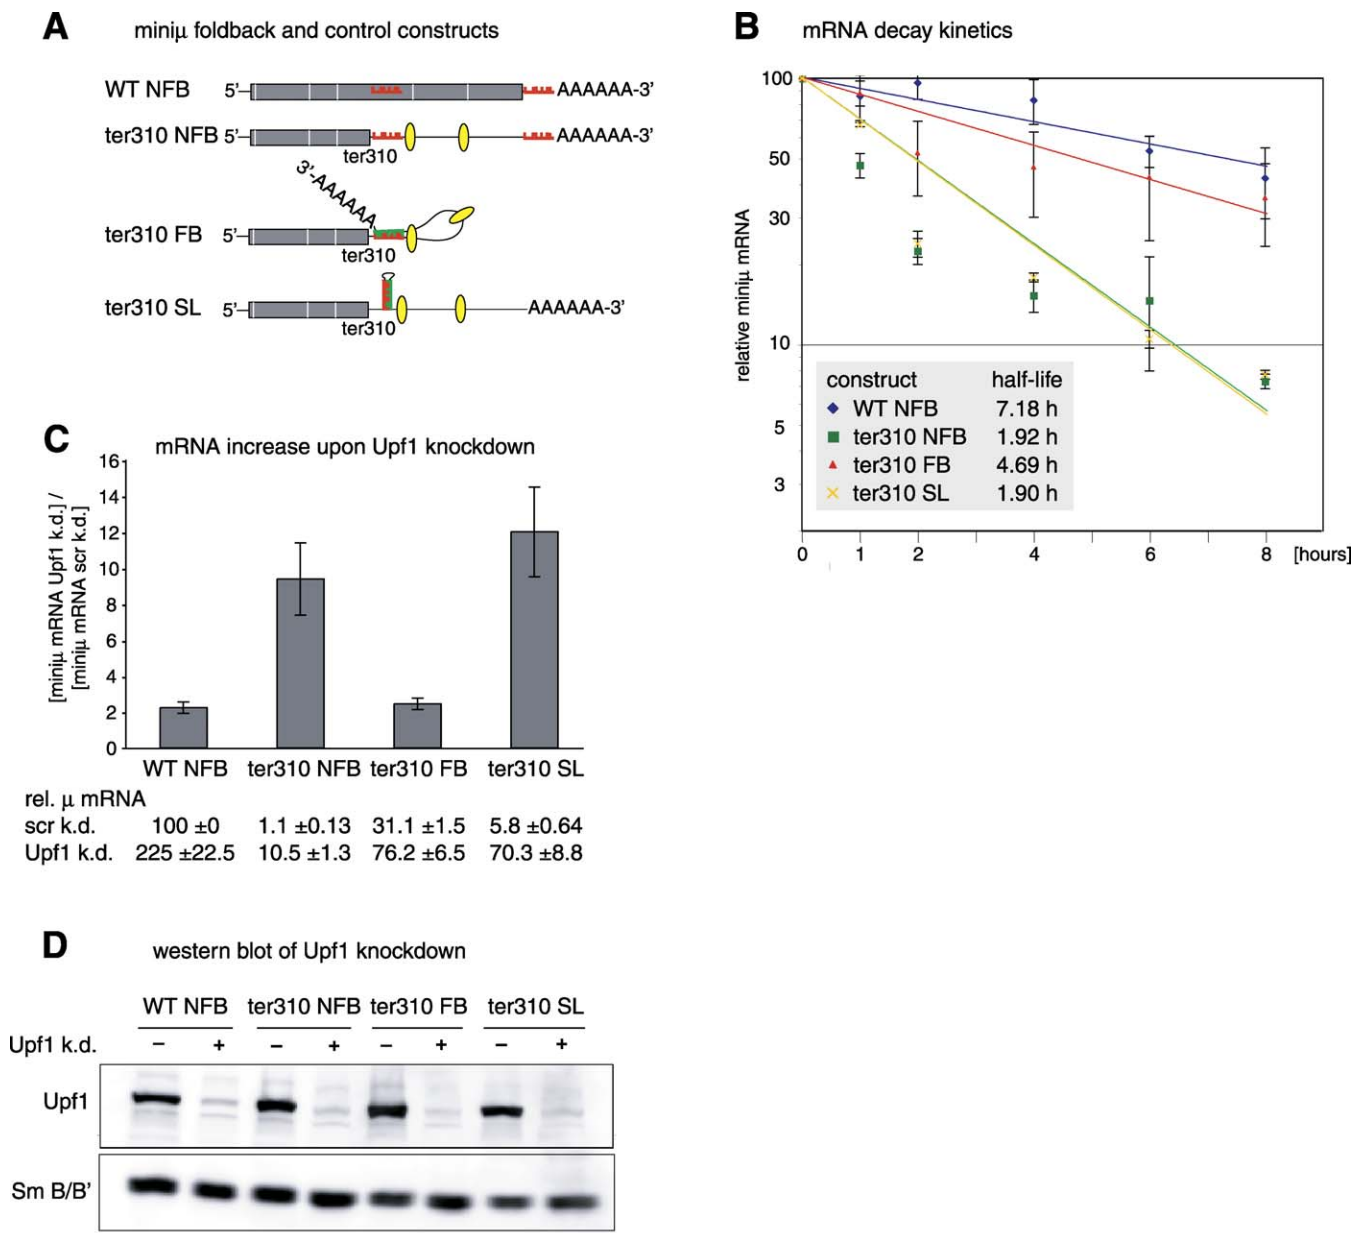 A miniμ foldback and control constructs
WT NFB 5’ AAAAAA-3’
ter310 NFB 5’ AAAAAA-3’
ter310
3’-AAAAAA
ter310 FB 5’
ter310
ter310 SL 5’ AAAAAA-3’
ter310
B mRNA decay kinetics
relative miniμ mRNA
100
50
30
10
5
3
construct half-life
WT NFB 7.18 h
ter310 NFB 1.92 h
ter310 FB 4.69 h
ter310 SL 1.90 h
0 1 2 4 6 8 [hours]
C mRNA increase upon Upf1 knockdown
[miniμ mRNA Upf1 k.d.] /
[miniμ mRNA scr k.d.]
16
14
12
10
8
6
4
2
0
WT NFB ter310 NFB ter310 FB ter310 SL
rel. μ mRNA
scr k.d. 100 ±0 1.1 ±0.13 31.1 ±1.5 5.8 ±0.64
Upf1 k.d. 225 ±22.5 10.5 ±1.3 76.2 ±6.5 70.3 ±8.8
D western blot of Upf1 knockdown
WT NFB ter310 NFB ter310 FB ter310 SL
Upf1 k.d. – + – + – + – +
Upf1
Sm B/B’